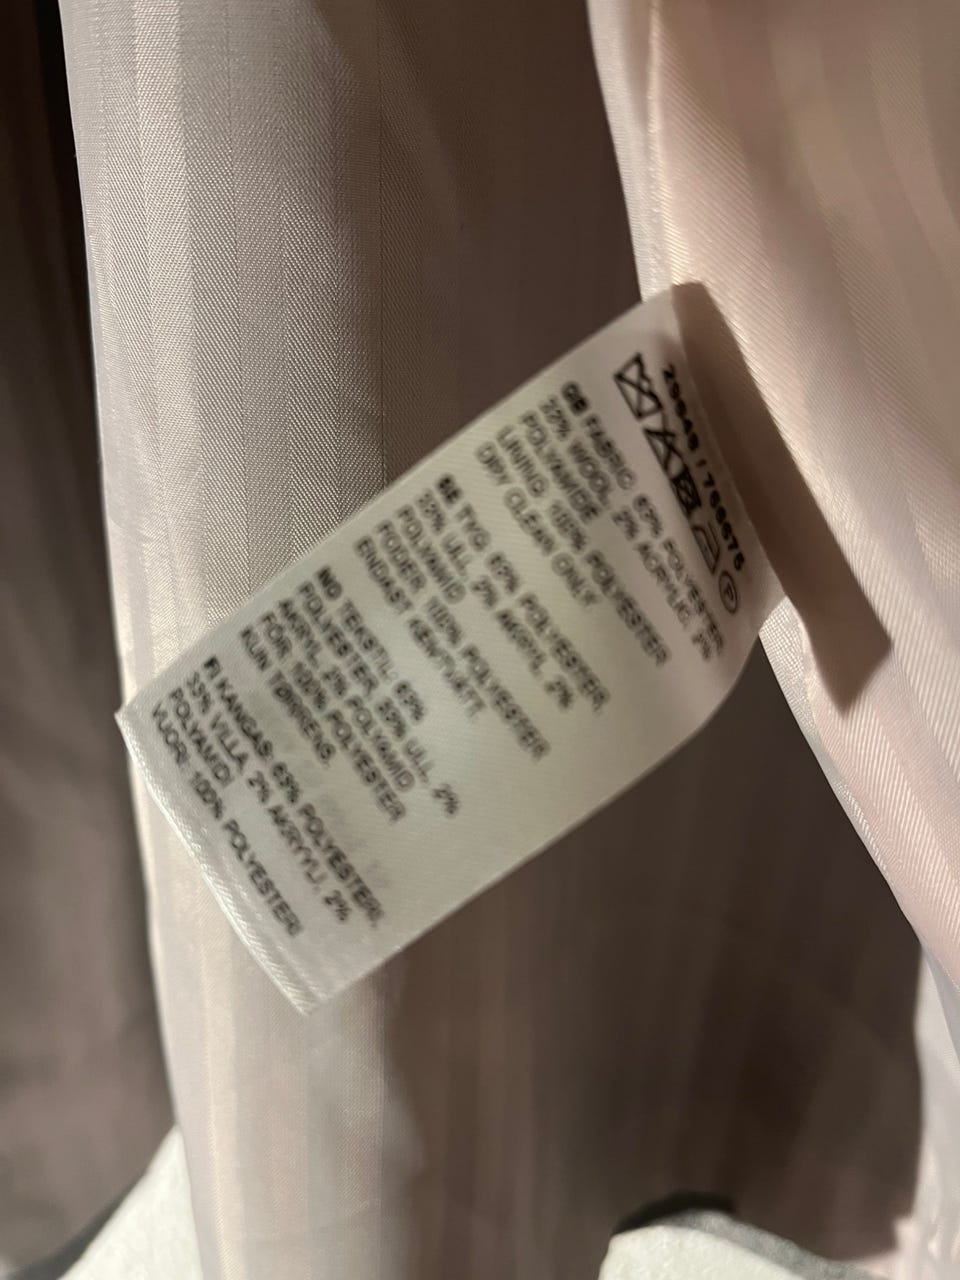 29948 / 766675
GB FABRIC: 63% POLYESTER,
33% WOOL, 2% ACRYLIC, 2%
POLYAMIDE
LINING: 100% POLYESTER
DRY CLEAN ONLY
SE TYG: 63% POLYESTER,
33% ULL, 2% AKRYL, 2%
POLYAMID
FODER: 100% POLYESTER
ENDAST KEMTVÄTT.
NO TEKSTIL: 63%
POLYESTER, 33% ULL, 2%
AKRYL, 2% POLYAMID
FÔR: 100% POLYESTER
KUN TØRRENS.
FI KANGAS: 63% POLYESTERI,
33% VILLA, 2% AKRYYLI, 2%
POLYAMIDI
VUORI: 100% POLYESTERI